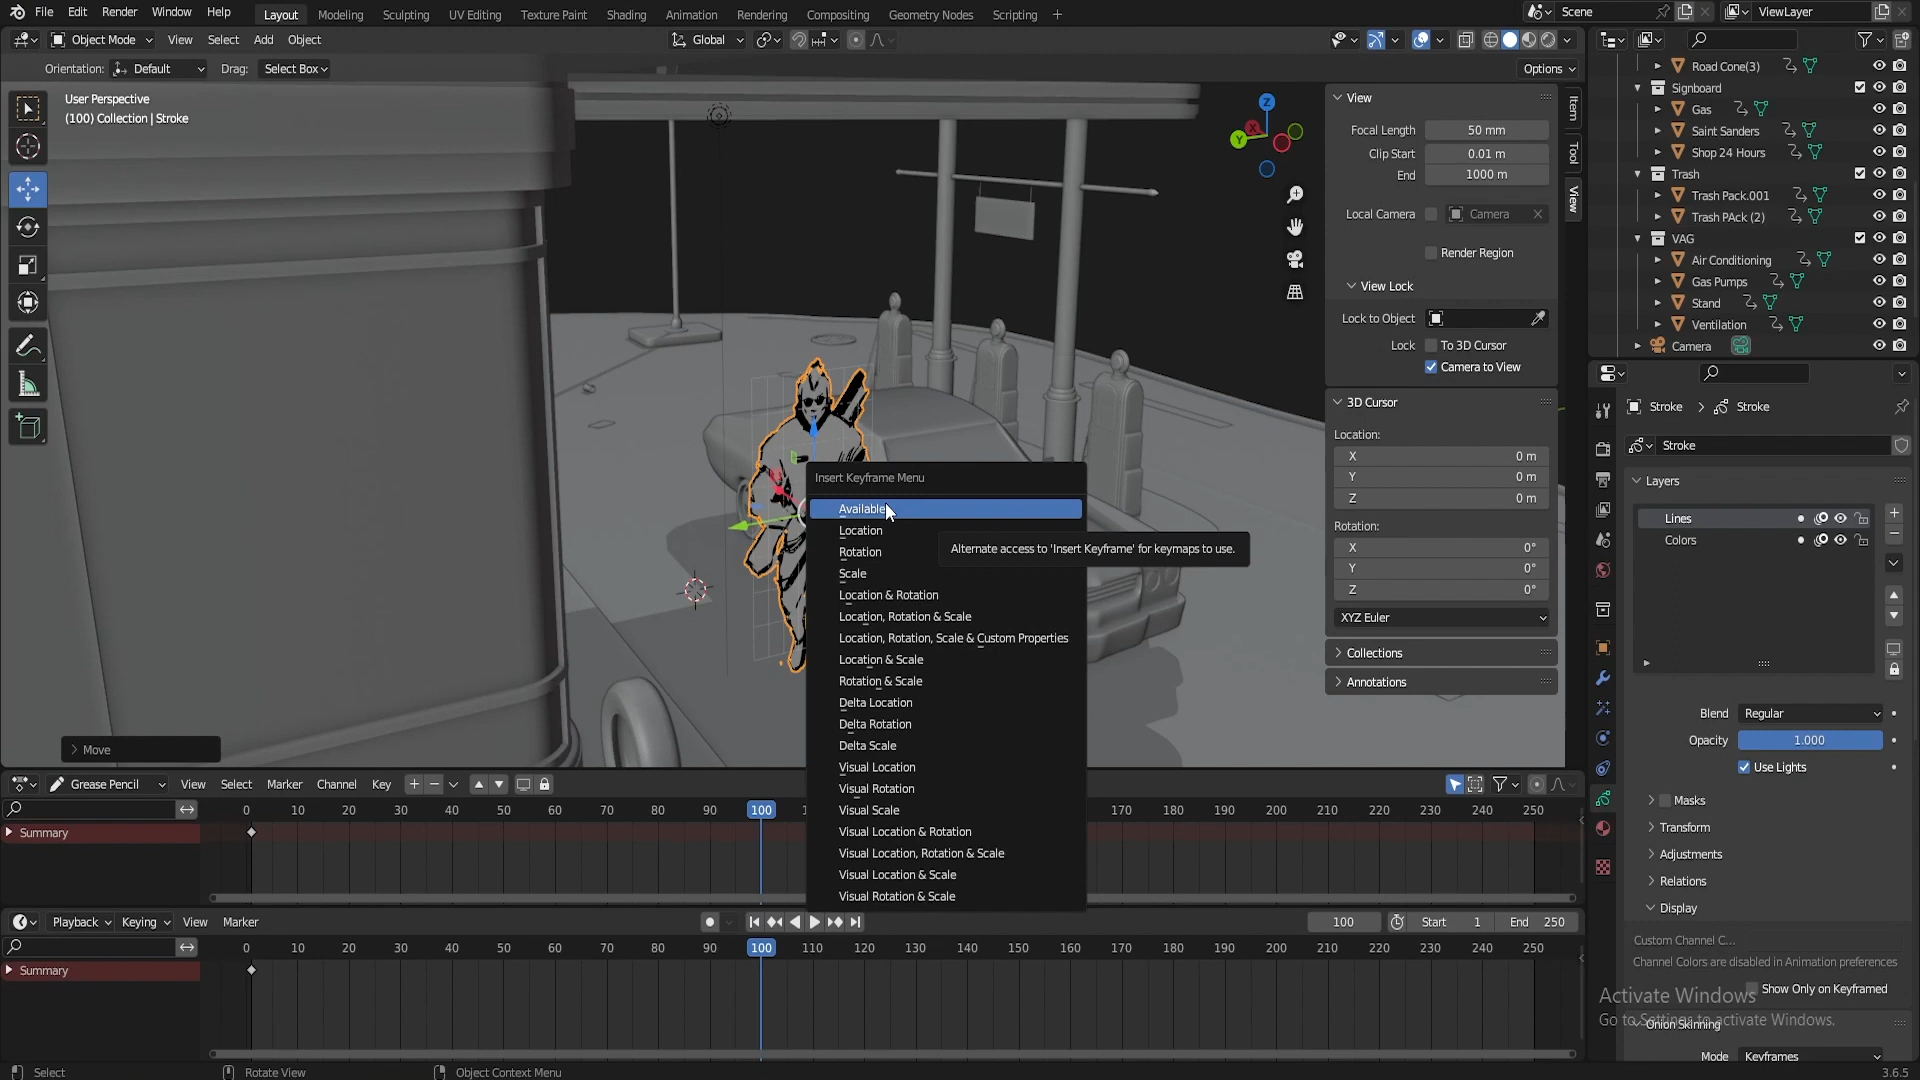 File Edit Render Window Help Layout Modeling Sculpting UV Editing Texture Paint Shading Animation Rendering Compositing Geometry Nodes Scripting + Scene ViewLayer
Object Mode View Select Add Object Global
Orientation: Default Drag: Select Box Options
User Perspective
(100) Collection | Stroke
Z
Y
X
View
Focal Length 50 mm
Clip Start 0.01 m
End 1000 m
Local Camera Camera
Render Region
View Lock
Lock to Object
Lock To 3D Cursor
Camera to View
3D Cursor
Location:
X 0 m
Y 0 m
Z 0 m
Rotation:
X 0°
Y 0°
Z 0°
XYZ Euler
Collections
Annotations
Item
Tool
View
Insert Keyframe Menu
Available
Location
Rotation
Scale
Location & Rotation
Location, Rotation & Scale
Location, Rotation, Scale & Custom Properties
Location & Scale
Rotation & Scale
Delta Location
Delta Rotation
Delta Scale
Visual Location
Visual Rotation
Visual Scale
Visual Location & Rotation
Visual Location, Rotation & Scale
Visual Location & Scale
Visual Rotation & Scale
Alternate access to 'Insert Keyframe' for keymaps to use.
Move
Road Cone(3)
Signboard
Gas
Saint Sanders
Shop 24 Hours
Trash
Trash Pack.001
Trash PAck (2)
VAG
Air Conditioning
Gas Pumps
Stand
Ventilation
Camera
Stroke > Stroke
Stroke
Layers
Lines
Colors
Blend Regular
Opacity 1.000
Use Lights
Masks
Transform
Adjustments
Relations
Display
Custom Channel C...
Channel Colors are disabled in Animation preferences
Show Only on Keyframed
Onion Skinning
Mode Keyframes
Activate Windows
Go to Settings to activate Windows.
Grease Pencil View Select Marker Channel Key
0 10 20 30 40 50 60 70 80 90 100 170 180 190 200 210 220 230 240 250
Summary
Playback Keying View Marker 100 Start 1 End 250
0 10 20 30 40 50 60 70 80 90 100 110 120 130 140 150 160 170 180 190 200 210 220 230 240 250
Summary
Select Rotate View Object Context Menu 3.6.5